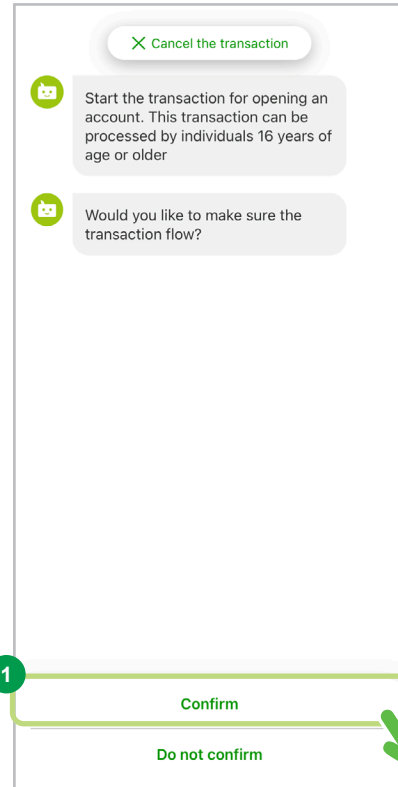 Cancel the transaction
Start the transaction for opening an
account. This transaction can be
processed by individuals 16 years of
age or older
Would you like to make sure the
transaction flow?
1
Confirm
Do not confirm